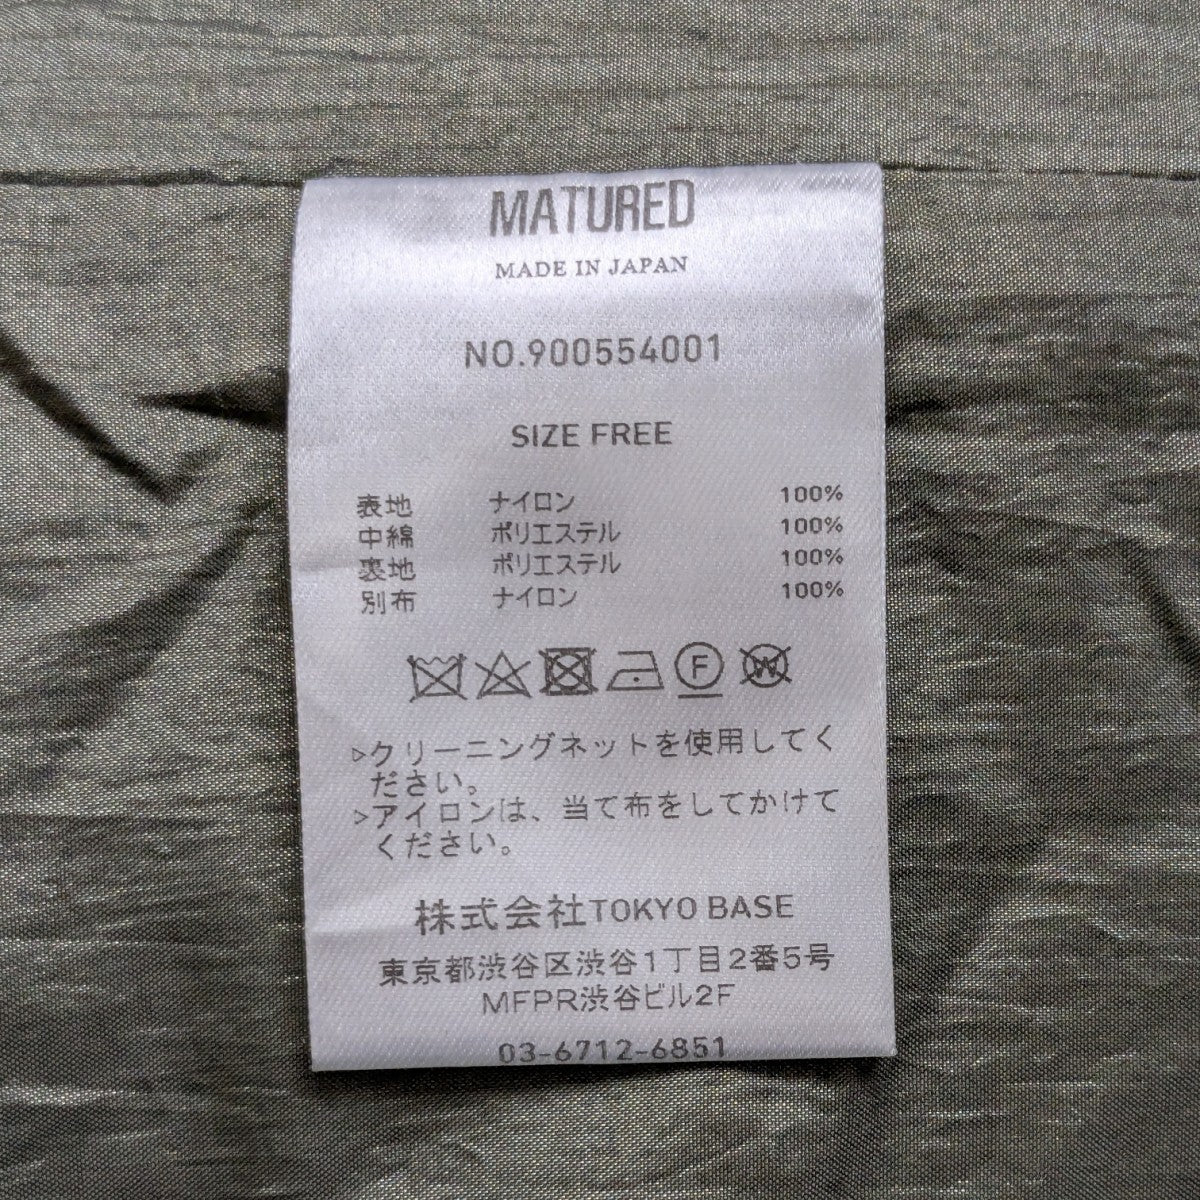 MATURED
MADE IN JAPAN
NO.900554001
SIZE FREE
表地 ナイロン 100%
中綿 ポリエステル 100%
裏地 ポリエステル 100%
別布 ナイロン 100%
F W
▷クリーニングネットを使用してく
ださい。
▷アイロンは、当て布をしてかけて
ください。
株式会社TOKYO BASE
東京都渋谷区渋谷1丁目2番5号
MFPR渋谷ビル2F
03-6712-6851